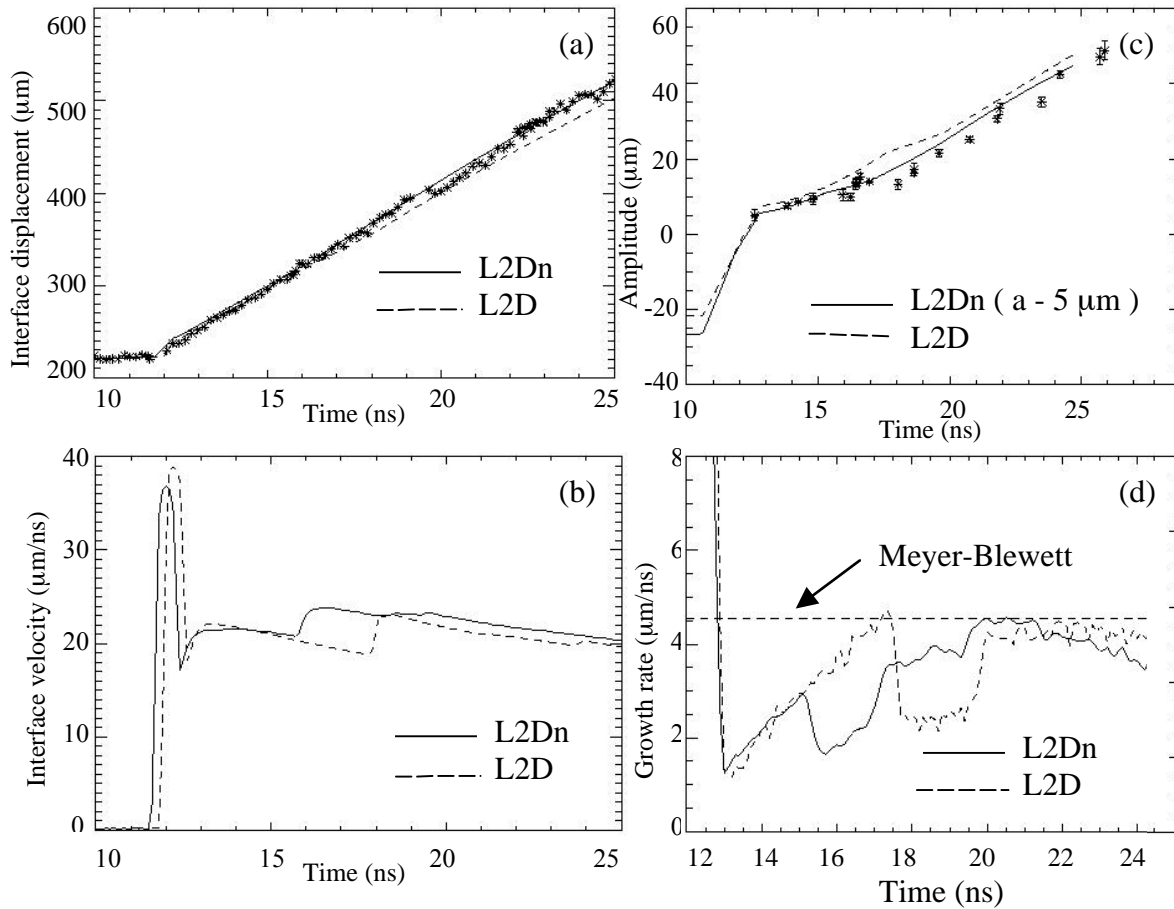 (a)
600
500
400
300
200
Interface displacement (μm)
L2Dn
L2D
10 15 20 25
Time (ns)
(c)
60
40
20
0
-20
-40
Amplitude (μm)
L2Dn ( a - 5 μm )
L2D
10 15 20 25
Time (ns)
(b)
40
30
20
10
0
Interface velocity (μm/ns)
L2Dn
L2D
10 15 20 25
Time (ns)
(d)
8
6
4
2
0
Growth rate (μm/ns)
Meyer-Blewett
L2Dn
L2D
12 14 16 18 20 22 24
Time (ns)